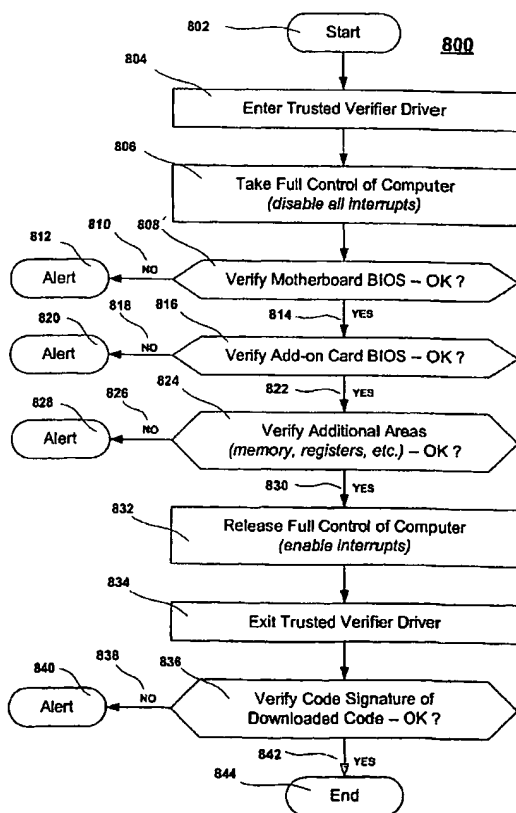 802
Start
800
804
Enter Trusted Verifier Driver
806
Take Full Control of Computer
(disable all Interrupts)
808'
810
812
NO
Alert
Verify Motherboard BIOS – OK ?
814
YES
816
818
820
NO
Alert
Verify Add-on Card BIOS – OK ?
822
YES
824
826
828
NO
Alert
Verify Additional Areas
(memory, registers, etc.) – OK ?
830
YES
832
Release Full Control of Computer
(enable interrupts)
834
Exit Trusted Verifier Driver
836
838
840
NO
Alert
Verify Code Signature of
Downloaded Code – OK ?
842
YES
844
End